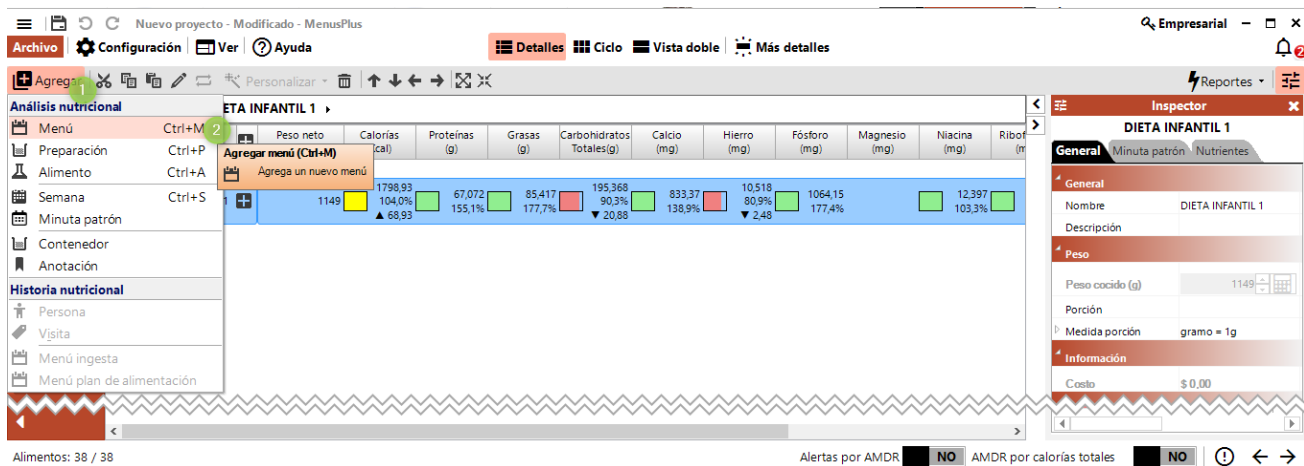 Nuevo proyecto - Modificado - MenusPlus
Empresarial
Archivo Configuración Ver Ayuda Detalles Ciclo Vista doble Más detalles
2
Agregar Personalizar Reportes
1
Análisis nutricional
Menú Ctrl+M
2
Preparación Ctrl+P
Alimento Ctrl+A
Semana Ctrl+S
Minuta patrón
Contenedor
Anotación
Historia nutricional
Persona
Visita
Menú ingesta
Menú plan de alimentación
INFANTIL 1
Agregar menú (Ctrl+M)
Agrega un nuevo menú
Peso neto Calorías Proteínas Grasas Carbohidratos Calcio Hierro Fósforo Magnesio Niacina
(g) (g) Totales(g) (mg) (mg) (mg) (mg) (mg)
1798,93 195,368 10,518
1149 104,0% 67,072 85,417 90,3% 833,37 80,9% 1064,15 12,397
▲ 68,93 155,1% 177,7% ▼ 20,88 138,9% ▼ 2,48 177,4% 103,3%
Inspector
DIETA INFANTIL 1
General Minuta patrón Nutrientes
General
Nombre DIETA INFANTIL 1
Descripción
Peso
Peso cocido (g) 1149
Porción
Medida porción gramo = 1g
Información
Costo $ 0,00
Alimentos: 38 / 38 Alertas por AMDR NO AMDR por calorías totales NO